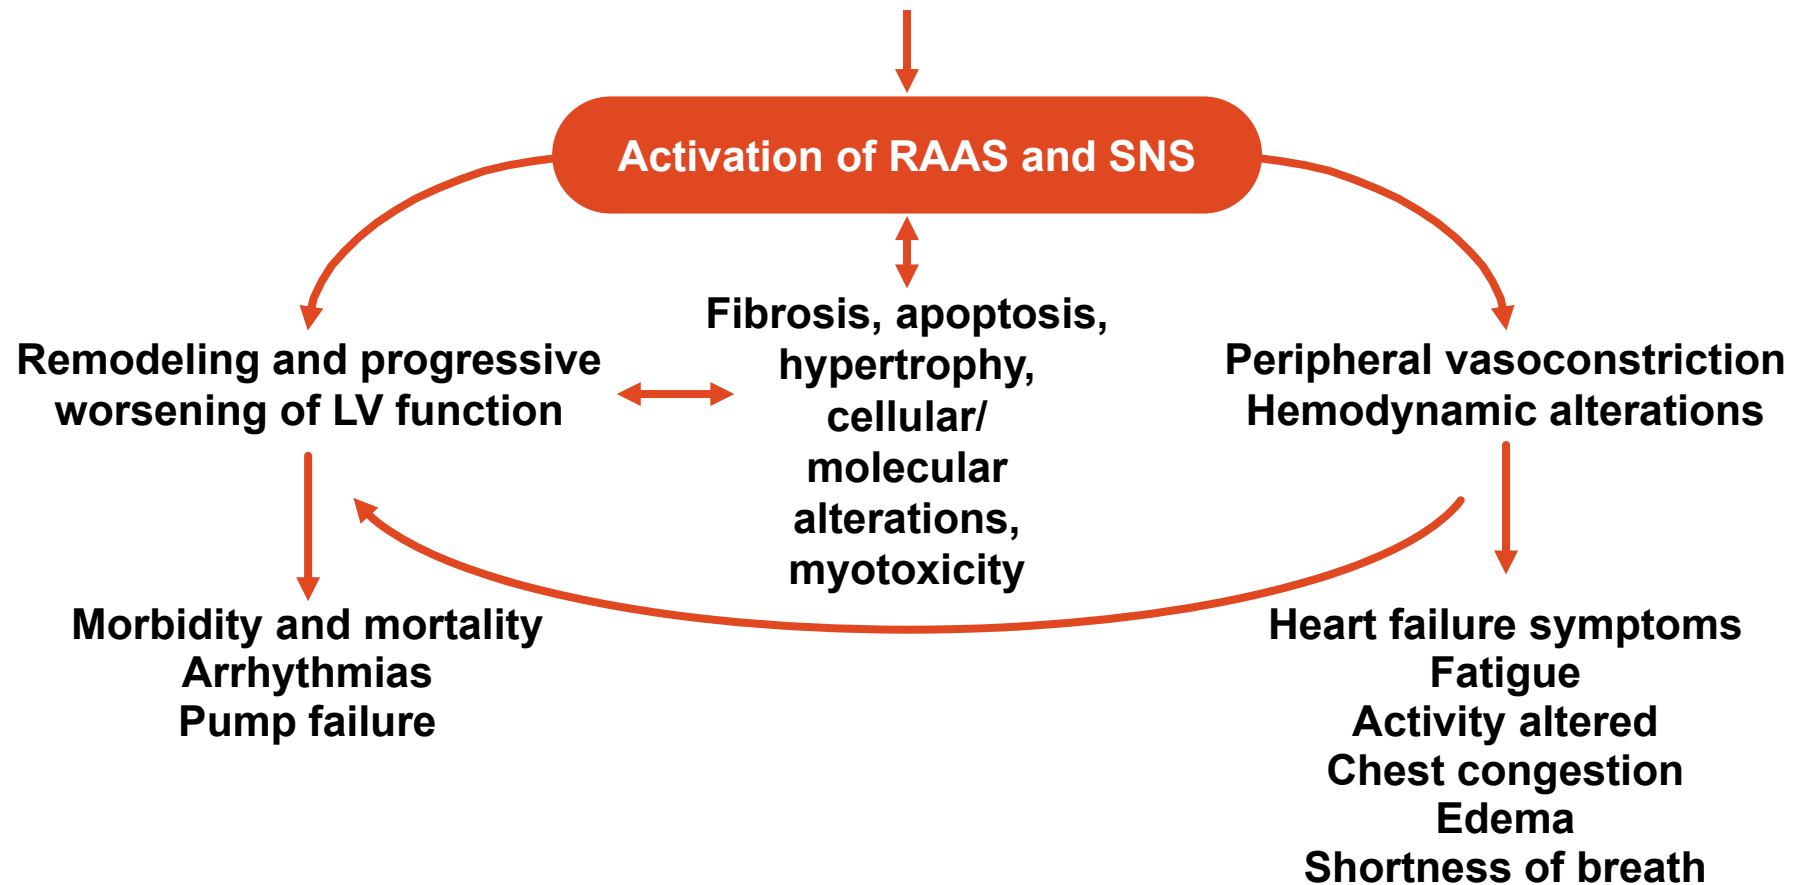 Activation of RAAS and SNS
Remodeling and progressive
worsening of LV function
Fibrosis, apoptosis,
hypertrophy,
cellular/
molecular
alterations,
myotoxicity
Peripheral vasoconstriction
Hemodynamic alterations
Morbidity and mortality
Arrhythmias
Pump failure
Heart failure symptoms
Fatigue
Activity altered
Chest congestion
Edema
Shortness of breath